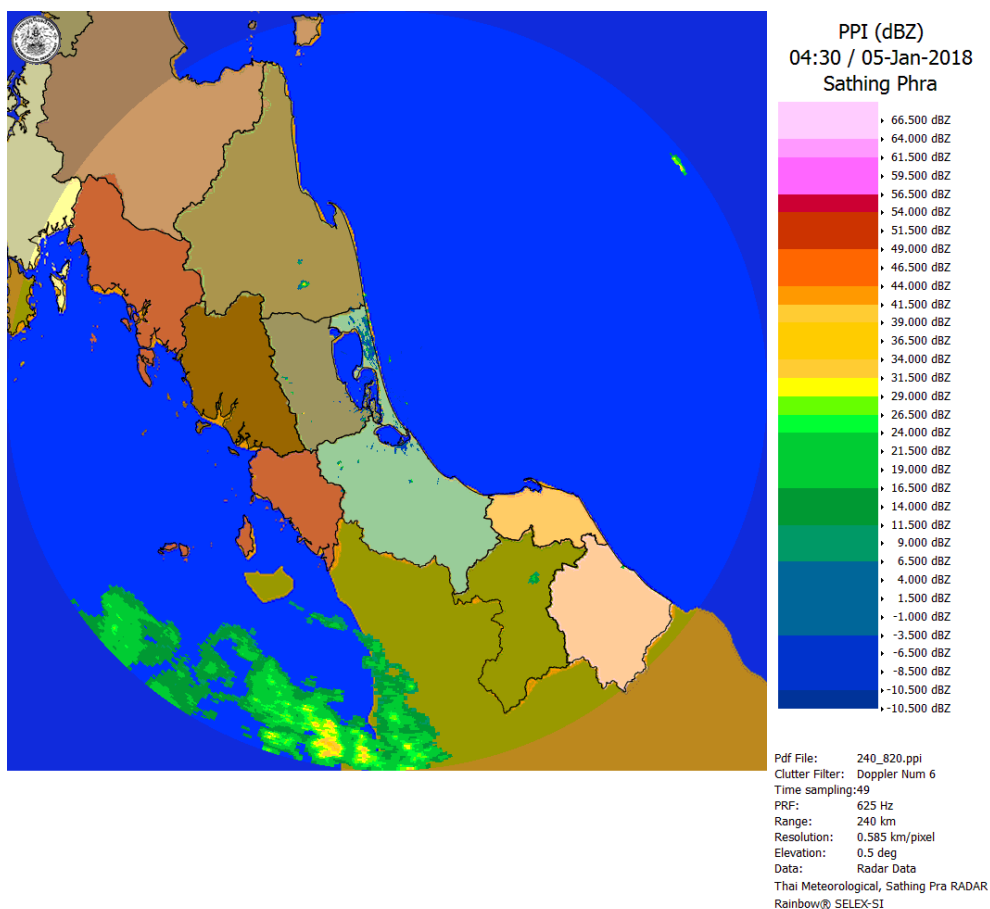 PPI (dBZ)
04:30 / 05-Jan-2018
Sathing Phra
66.500 dBZ
64.000 dBZ
61.500 dBZ
59.500 dBZ
56.500 dBZ
54.000 dBZ
51.500 dBZ
49.000 dBZ
46.500 dBZ
44.000 dBZ
41.500 dBZ
39.000 dBZ
36.500 dBZ
34.000 dBZ
31.500 dBZ
29.000 dBZ
26.500 dBZ
24.000 dBZ
21.500 dBZ
19.000 dBZ
16.500 dBZ
14.000 dBZ
11.500 dBZ
9.000 dBZ
6.500 dBZ
4.000 dBZ
1.500 dBZ
-1.000 dBZ
-3.500 dBZ
-6.500 dBZ
-8.500 dBZ
-10.500 dBZ
-10.500 dBZ
Pdf File: 240_820.ppi
Clutter Filter: Doppler Num 6
Time sampling:49
PRF: 625 Hz
Range: 240 km
Resolution: 0.585 km/pixel
Elevation: 0.5 deg
Data: Radar Data
Thai Meteorological, Sathing Pra RADAR
Rainbow® SELEX-SI